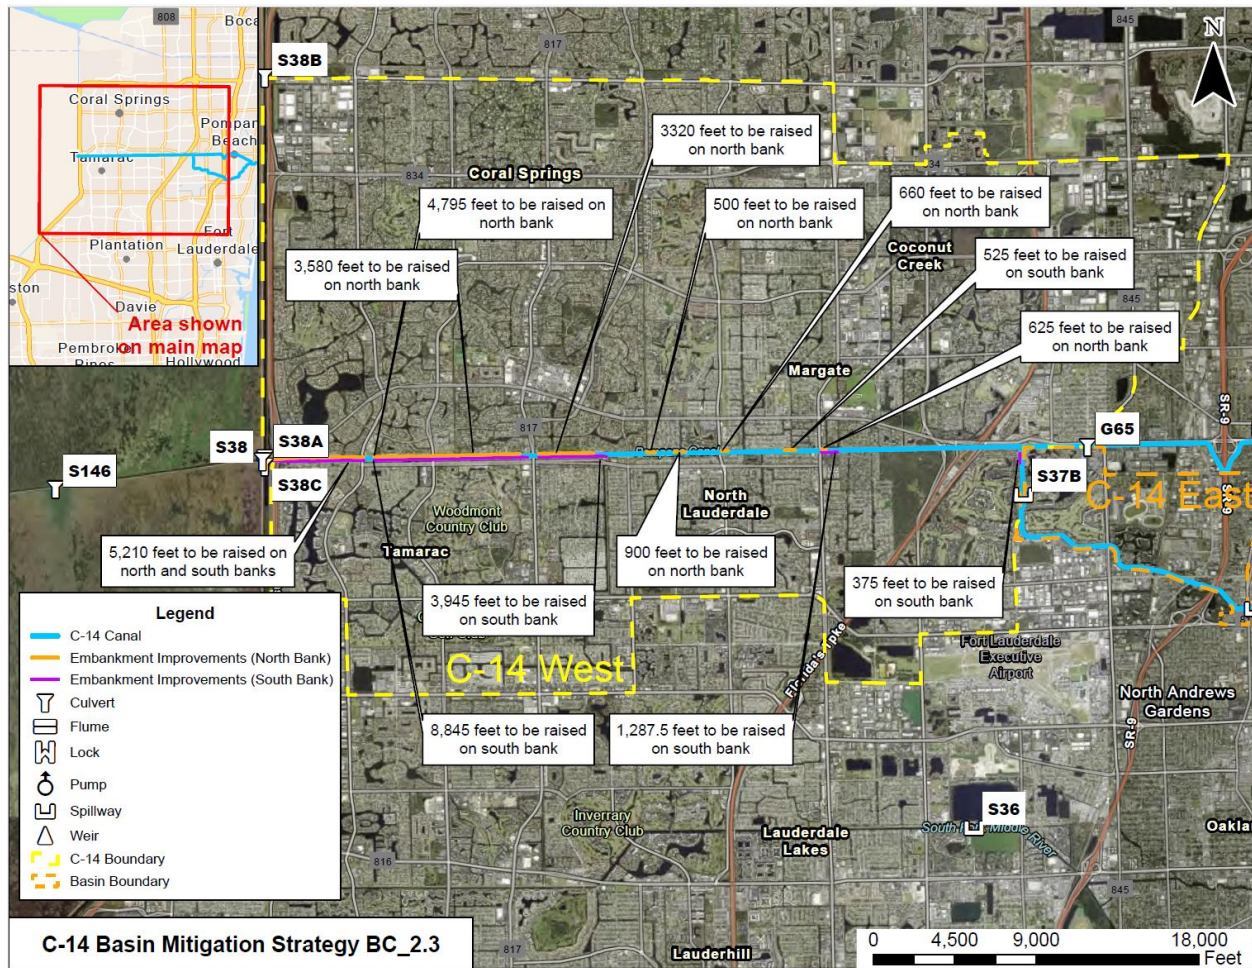 808
Boca
Coral Springs
Pompan
Beach
Tamarac
Plantation
Fort
Lauderdale
ston
Davie
Area shown
on main map
Pembroke
Pines
Hollywood
S38B
817
845
N
3320 feet to be raised
on north bank
834
Coral Springs
34
4,795 feet to be raised on
north bank
500 feet to be raised
on north bank
660 feet to be raised
on north bank
Coconut
Creek
525 feet to be raised
on south bank
3,580 feet to be raised
on north bank
845
625 feet to be raised
on north bank
Margate
SR-9
817
G65
S38
S38A
S146
S38C
S37B
C-14 East
SR-9
North
Lauderdale
Woodmont
Country Club
Tamarac
5,210 feet to be raised on
north and south banks
900 feet to be raised
on north bank
375 feet to be raised
on south bank
3,945 feet to be raised
on south bank
C-14 West
Florida's Tpke
Fort Lauderdale
Executive
Airport
North Andrews
Gardens
SR-9
8,845 feet to be raised
on south bank
1,287.5 feet to be raised
on south bank
Legend
C-14 Canal
Embankment Improvements (North Bank)
Embankment Improvements (South Bank)
Culvert
Flume
Lock
Pump
Spillway
Weir
C-14 Boundary
Basin Boundary
S36
Inverrary
Country Club
Lauderdale
Lakes
Oakla
816
845
817
Lauderhill
C-14 Basin Mitigation Strategy BC_2.3
0 4,500 9,000 18,000
Feet